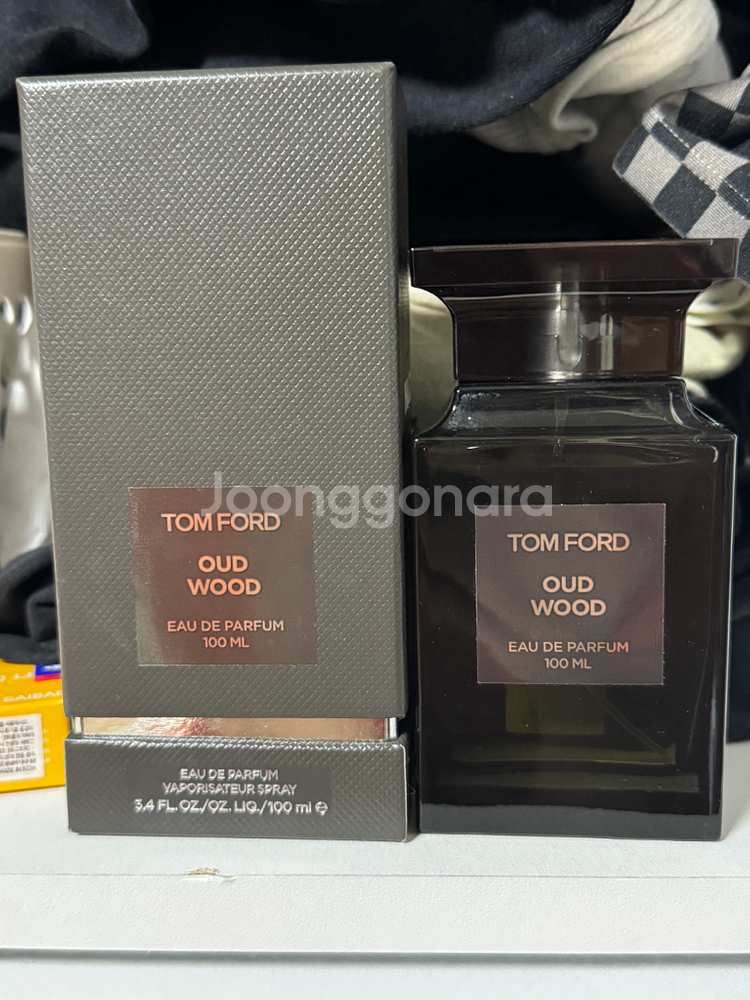 Joonggonara
TOM FORD
OUD
WOOD
EAU DE PARFUM
100 ML
EAU DE PARFUM
VAPORISATEUR SPRAY
3.4 FL. OZ./OZ. LIQ./100 ml ℮
TOM FORD
OUD
WOOD
EAU DE PARFUM
100 ML